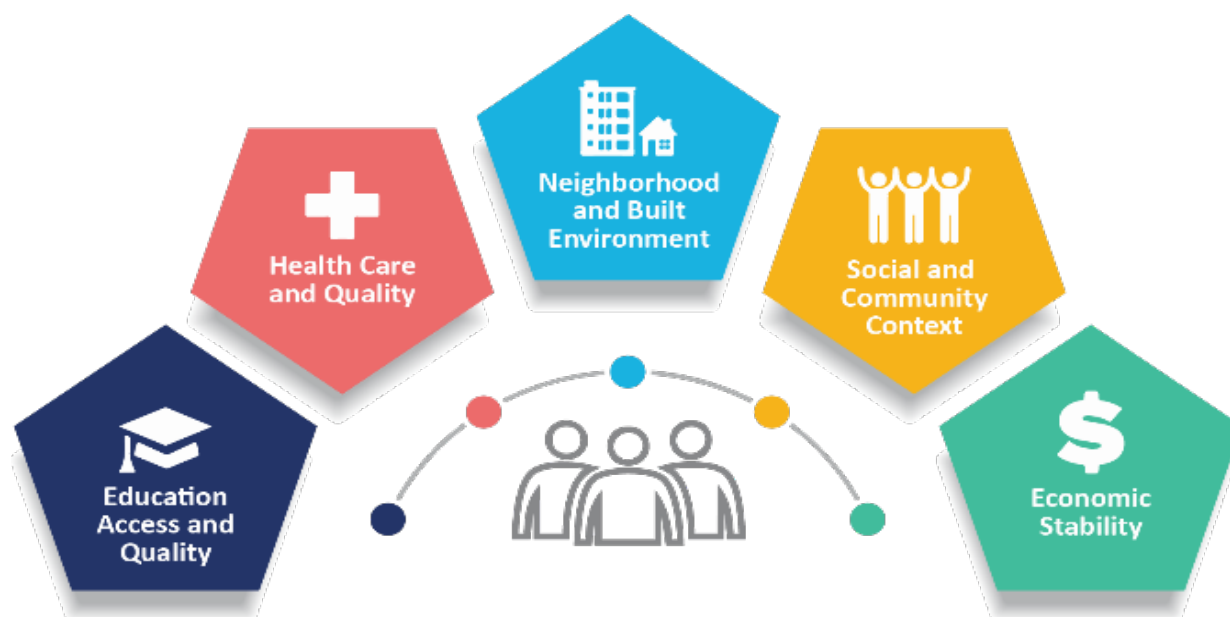 Education
Access and
Quality
Health Care
and Quality
Neighborhood
and Built
Environment
Social and
Community
Context
$
Economic
Stability